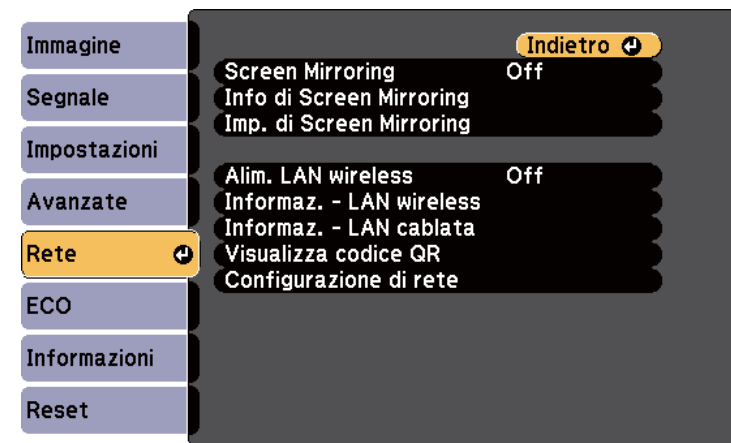 Immagine
Segnale
Impostazioni
Avanzate
Rete
ECO
Informazioni
Reset
Indietro
Screen Mirroring Off
Info di Screen Mirroring
Imp. di Screen Mirroring
Alim. LAN wireless Off
Informaz. - LAN wireless
Informaz. - LAN cablata
Visualizza codice QR
Configurazione di rete